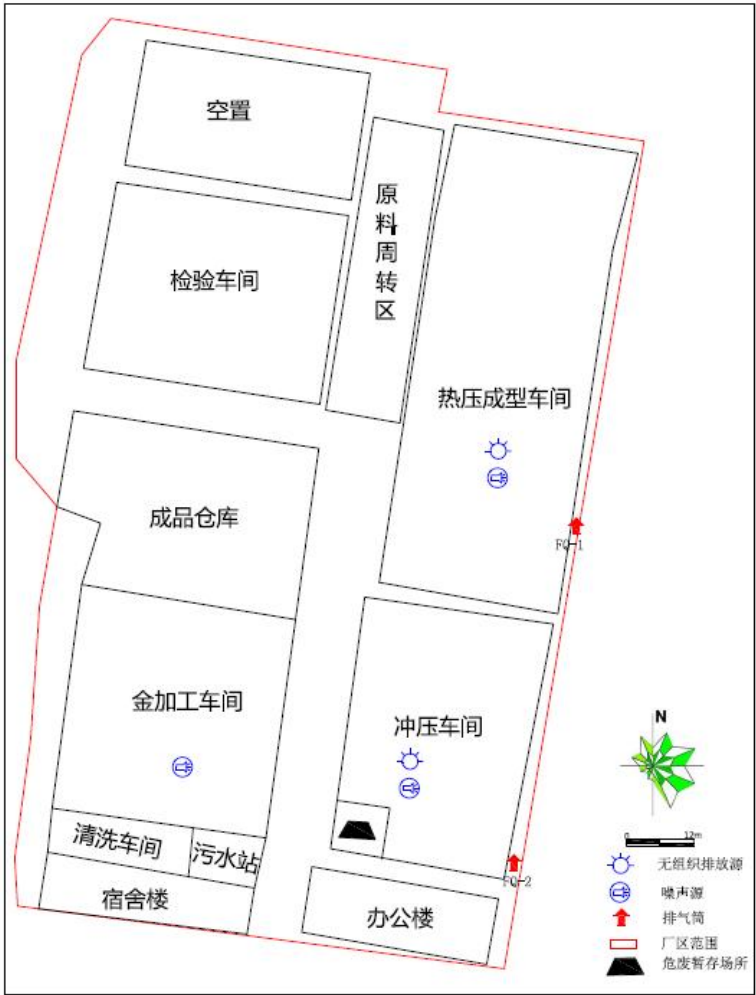 空置
原料周转区
检验车间
热压成型车间
成品仓库
FQ-1
金加工车间
冲压车间
清洗车间
污水站
宿舍楼
办公楼
FQ-2
N
0 12m
无组织排放源
噪声源
排气筒
厂区范围
危废暂存场所